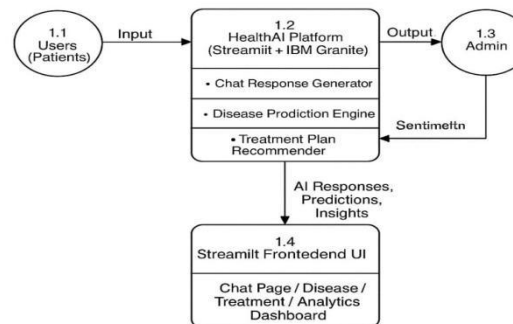 1.1
Users
(Patients)
Input
1.2
HealthAI Platform
(Streamiit + IBM Granite)
• Chat Response Generator
• Disease Prodiction Engine
• Treatment Plan
Recommender
Output
1.3
Admin
Sentimeftn
AI Responses,
Predictions,
Insights
1.4
Streamilt Frontedend UI
Chat Page / Disease /
Treatment / Analytics
Dashboard